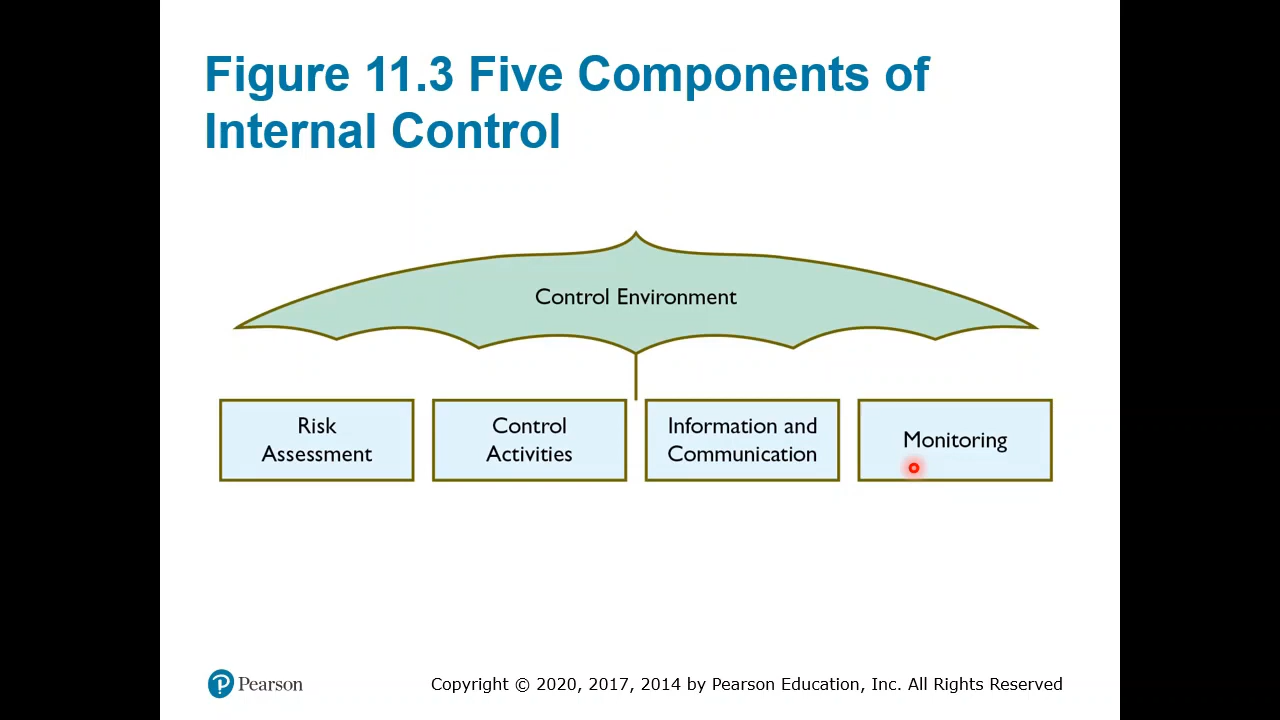 Figure 11.3 Five Components of
Internal Control
Control Environment
Risk
Assessment
Control
Activities
Information and
Communication
Monitoring
Pearson
Copyright © 2020, 2017, 2014 by Pearson Education, Inc. All Rights Reserved